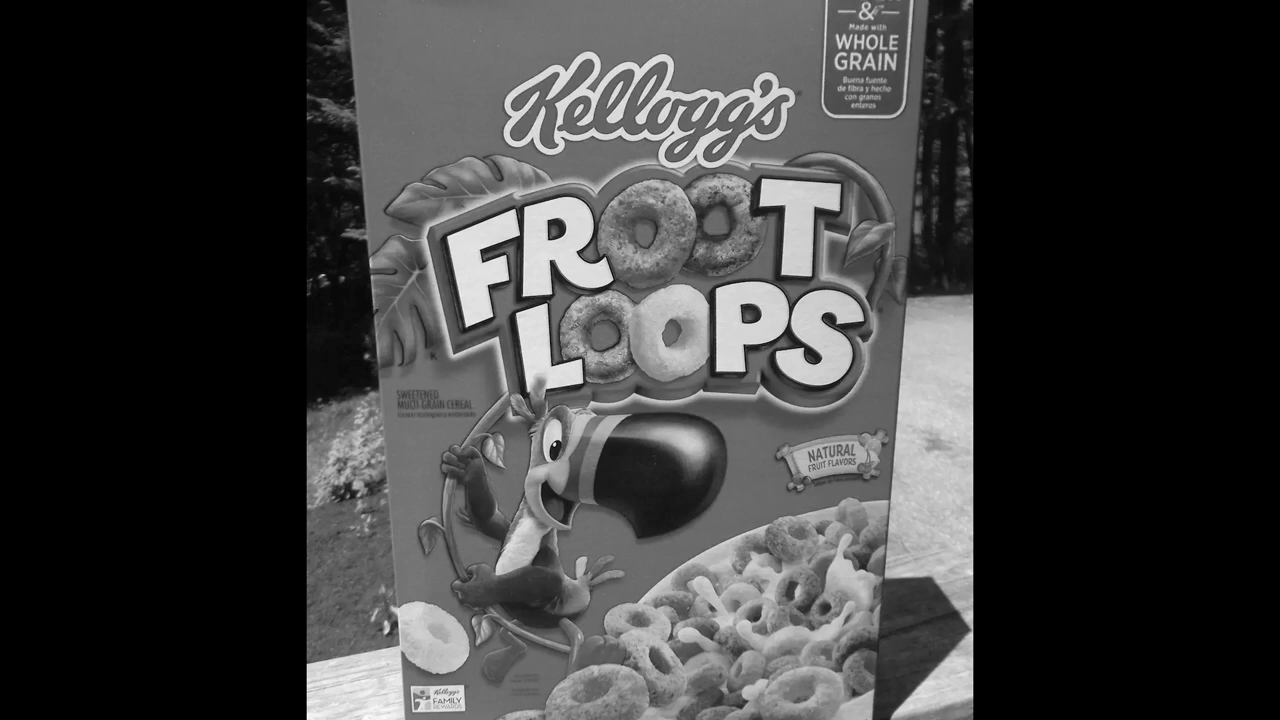 &
Made with
WHOLE
GRAIN
Buena fuente
de fibra y hecho
con granos
enteros
Kellogg's
FROOT
LOOPS
SWEETENED
MULTI-GRAIN CEREAL
NATURAL
FRUIT FLAVORS
Kellogg's
FAMILY
REWARDS